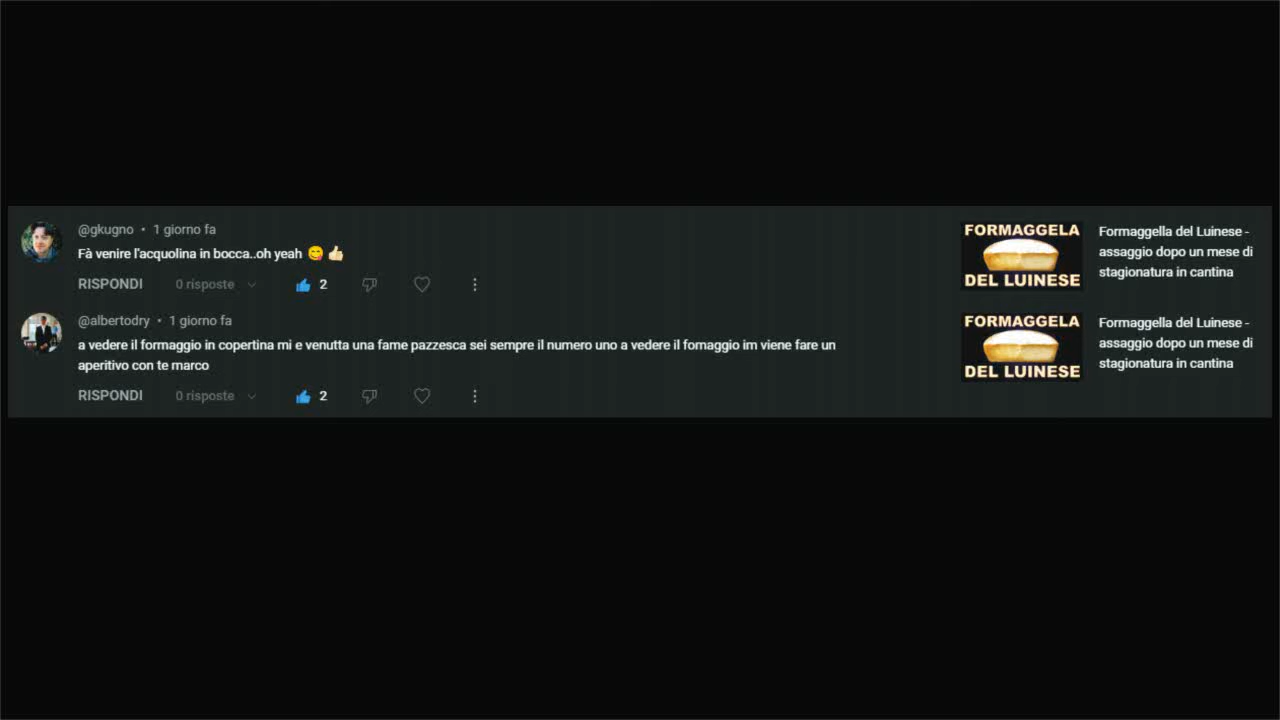 @gkugno • 1 giorno fa
Fà venire l'acquolina in bocca..oh yeah 😋 👍
RISPONDI 0 risposte 2
FORMAGGELA
DEL LUINESE
Formaggella del Luinese -
assaggio dopo un mese di
stagionatura in cantina
@albertodry • 1 giorno fa
a vedere il formaggio in copertina mi e venutta una fame pazzesca sei sempre il numero uno a vedere il fomaggio im viene fare un
aperitivo con te marco
RISPONDI 0 risposte 2
FORMAGGELA
DEL LUINESE
Formaggella del Luinese -
assaggio dopo un mese di
stagionatura in cantina